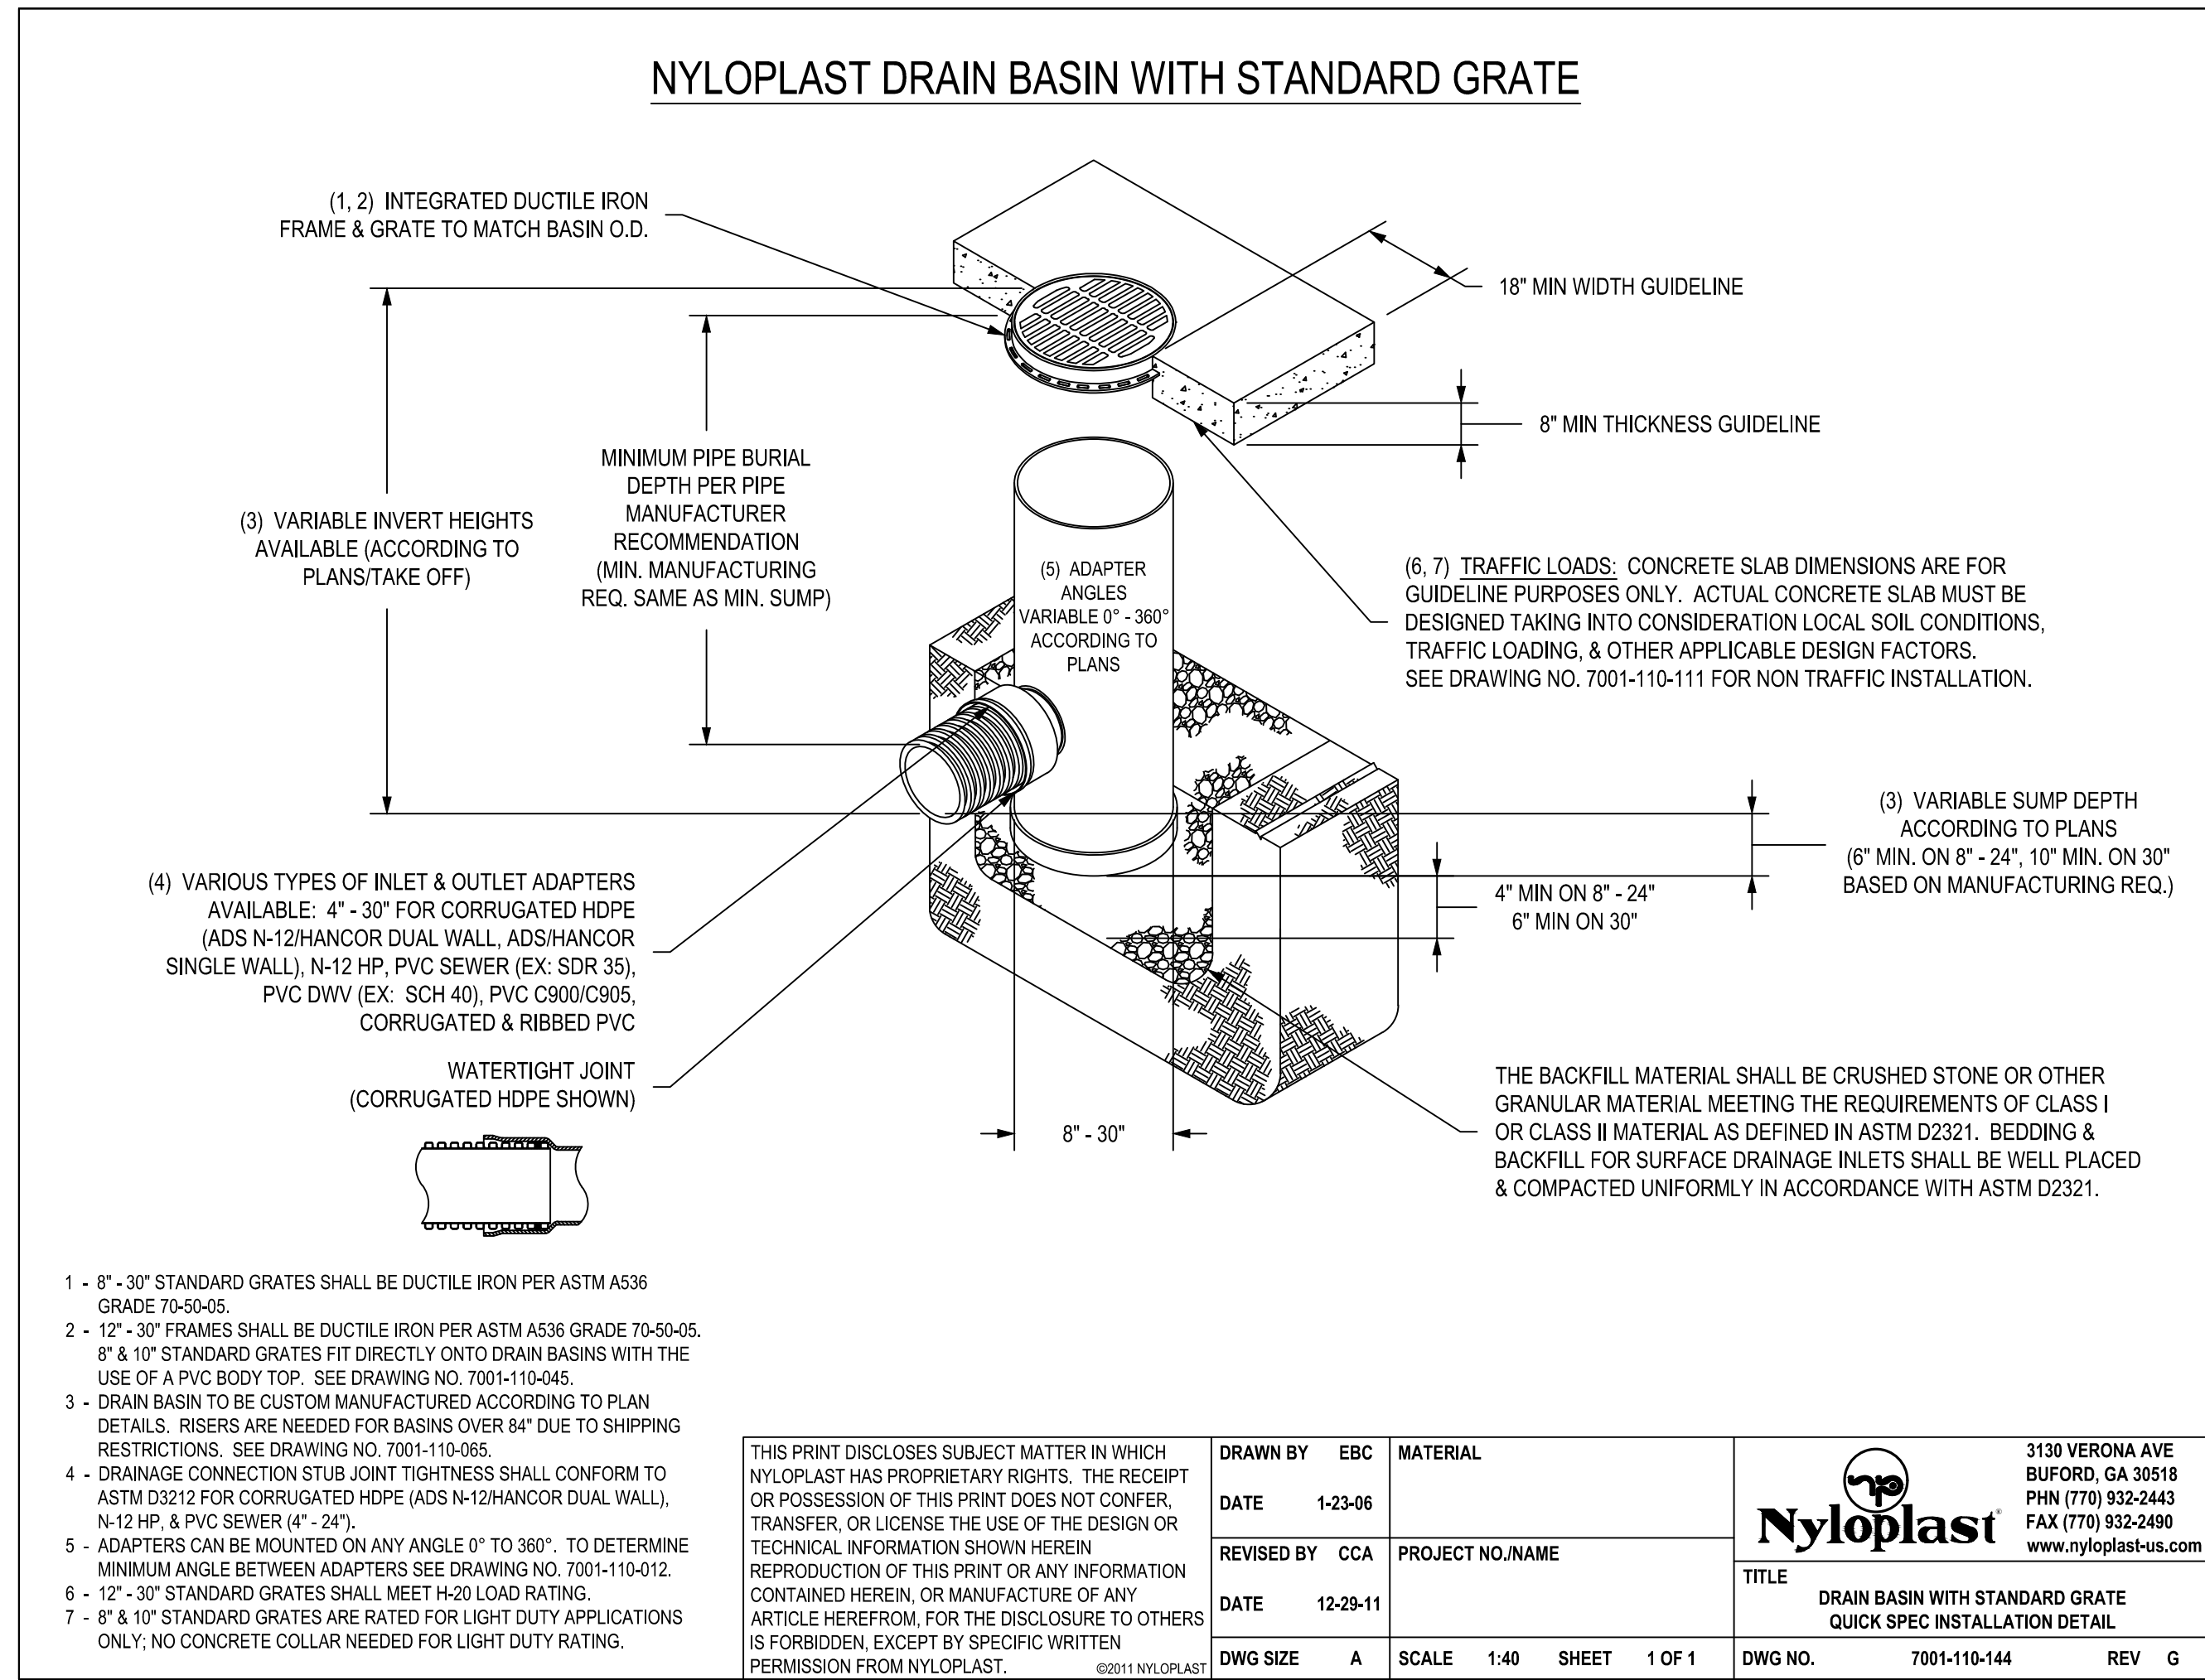 NYLOPLAST DRAIN BASIN WITH STANDARD GRATE
(1, 2) INTEGRATED DUCTILE IRON
FRAME & GRATE TO MATCH BASIN O.D.
18" MIN WIDTH GUIDELINE
8" MIN THICKNESS GUIDELINE
MINIMUM PIPE BURIAL
DEPTH PER PIPE
MANUFACTURER
RECOMMENDATION
(MIN. MANUFACTURING
REQ. SAME AS MIN. SUMP)
(3) VARIABLE INVERT HEIGHTS
AVAILABLE (ACCORDING TO
PLANS/TAKE OFF)
(5) ADAPTER
ANGLES
VARIABLE 0° - 360°
ACCORDING TO
PLANS
(6, 7) TRAFFIC LOADS: CONCRETE SLAB DIMENSIONS ARE FOR
GUIDELINE PURPOSES ONLY. ACTUAL CONCRETE SLAB MUST BE
DESIGNED TAKING INTO CONSIDERATION LOCAL SOIL CONDITIONS,
TRAFFIC LOADING, & OTHER APPLICABLE DESIGN FACTORS.
SEE DRAWING NO. 7001-110-111 FOR NON TRAFFIC INSTALLATION.
(3) VARIABLE SUMP DEPTH
ACCORDING TO PLANS
(6" MIN. ON 8" - 24", 10" MIN. ON 30"
BASED ON MANUFACTURING REQ.)
4" MIN ON 8" - 24"
6" MIN ON 30"
(4) VARIOUS TYPES OF INLET & OUTLET ADAPTERS
AVAILABLE: 4" - 30" FOR CORRUGATED HDPE
(ADS N-12/HANCOR DUAL WALL, ADS/HANCOR
SINGLE WALL), N-12 HP, PVC SEWER (EX: SDR 35),
PVC DWV (EX: SCH 40), PVC C900/C905,
CORRUGATED & RIBBED PVC
WATERTIGHT JOINT
(CORRUGATED HDPE SHOWN)
8" - 30"
THE BACKFILL MATERIAL SHALL BE CRUSHED STONE OR OTHER
GRANULAR MATERIAL MEETING THE REQUIREMENTS OF CLASS I
OR CLASS II MATERIAL AS DEFINED IN ASTM D2321. BEDDING &
BACKFILL FOR SURFACE DRAINAGE INLETS SHALL BE WELL PLACED
& COMPACTED UNIFORMLY IN ACCORDANCE WITH ASTM D2321.
1 - 8" - 30" STANDARD GRATES SHALL BE DUCTILE IRON PER ASTM A536
GRADE 70-50-05.
2 - 12" - 30" FRAMES SHALL BE DUCTILE IRON PER ASTM A536 GRADE 70-50-05.
8" & 10" STANDARD GRATES FIT DIRECTLY ONTO DRAIN BASINS WITH THE
USE OF A PVC BODY TOP. SEE DRAWING NO. 7001-110-045.
3 - DRAIN BASIN TO BE CUSTOM MANUFACTURED ACCORDING TO PLAN
DETAILS. RISERS ARE NEEDED FOR BASINS OVER 84" DUE TO SHIPPING
RESTRICTIONS. SEE DRAWING NO. 7001-110-065.
4 - DRAINAGE CONNECTION STUB JOINT TIGHTNESS SHALL CONFORM TO
ASTM D3212 FOR CORRUGATED HDPE (ADS N-12/HANCOR DUAL WALL),
N-12 HP, & PVC SEWER (4" - 24").
5 - ADAPTERS CAN BE MOUNTED ON ANY ANGLE 0° TO 360°. TO DETERMINE
MINIMUM ANGLE BETWEEN ADAPTERS SEE DRAWING NO. 7001-110-012.
6 - 12" - 30" STANDARD GRATES SHALL MEET H-20 LOAD RATING.
7 - 8" & 10" STANDARD GRATES ARE RATED FOR LIGHT DUTY APPLICATIONS
ONLY; NO CONCRETE COLLAR NEEDED FOR LIGHT DUTY RATING.
THIS PRINT DISCLOSES SUBJECT MATTER IN WHICH
NYLOPLAST HAS PROPRIETARY RIGHTS. THE RECEIPT
OR POSSESSION OF THIS PRINT DOES NOT CONFER,
TRANSFER, OR LICENSE THE USE OF THE DESIGN OR
TECHNICAL INFORMATION SHOWN HEREIN
REPRODUCTION OF THIS PRINT OR ANY INFORMATION
CONTAINED HEREIN, OR MANUFACTURE OF ANY
ARTICLE HEREFROM, FOR THE DISCLOSURE TO OTHERS
IS FORBIDDEN, EXCEPT BY SPECIFIC WRITTEN
PERMISSION FROM NYLOPLAST. ©2011 NYLOPLAST
DRAWN BY EBC
DATE 1-23-06
REVISED BY CCA
DATE 12-29-11
DWG SIZE A
MATERIAL
PROJECT NO./NAME
SCALE 1:40 SHEET 1 OF 1
Nyloplast®
3130 VERONA AVE
BUFORD, GA 30518
PHN (770) 932-2443
FAX (770) 932-2490
www.nyloplast-us.com
TITLE
DRAIN BASIN WITH STANDARD GRATE
QUICK SPEC INSTALLATION DETAIL
DWG NO. 7001-110-144 REV G